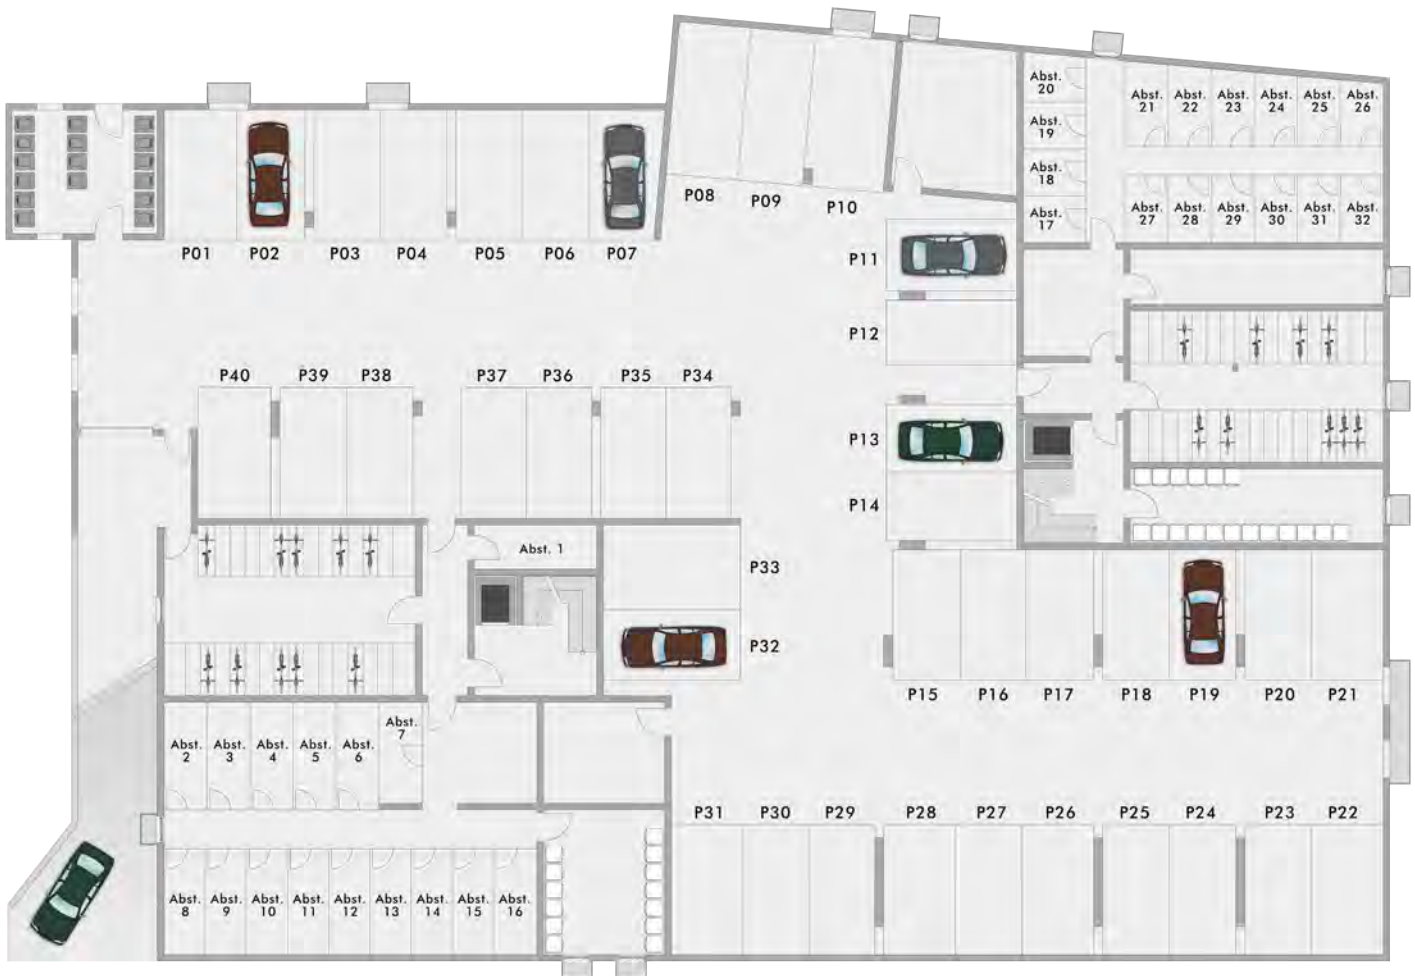 Abst.
20
Abst.
19
Abst.
18
Abst.
17
Abst.
21
Abst.
22
Abst.
23
Abst.
24
Abst.
25
Abst.
26
Abst.
27
Abst.
28
Abst.
29
Abst.
30
Abst.
31
Abst.
32
P08
P09
P10
P01
P02
P03
P04
P05
P06
P07
P11
P12
P40
P39
P38
P37
P36
P35
P34
P13
P14
Abst. 1
P33
P32
P15
P16
P17
P18
P19
P20
P21
Abst.
2
Abst.
3
Abst.
4
Abst.
5
Abst.
6
Abst.
7
P31
P30
P29
P28
P27
P26
P25
P24
P23
P22
Abst.
8
Abst.
9
Abst.
10
Abst.
11
Abst.
12
Abst.
13
Abst.
14
Abst.
15
Abst.
16